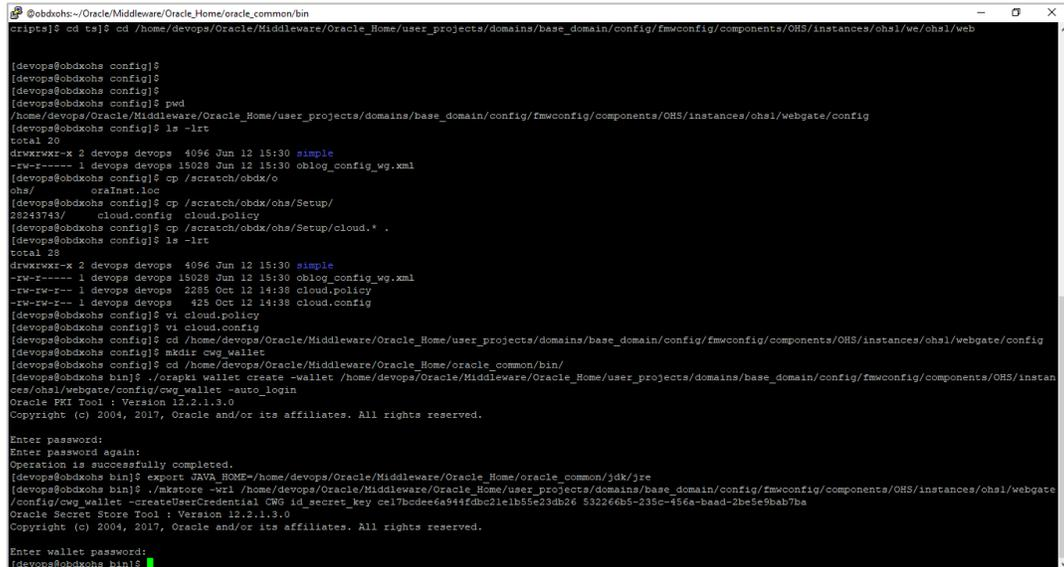 @obdxohs:~/Oracle/Middleware/Oracle_Home/oracle_common/bin
cripts]$ cd ts]$ cd /home/devops/Oracle/Middleware/Oracle_Home/user_projects/domains/base_domain/config/fmwconfig/components/OHS/instances/ohs1/we/ohs1/web
[devops@obdxohs config]$
[devops@obdxohs config]$
[devops@obdxohs config]$
[devops@obdxohs config]$ pwd
/home/devops/Oracle/Middleware/Oracle_Home/user_projects/domains/base_domain/config/fmwconfig/components/OHS/instances/ohs1/webgate/config
[devops@obdxohs config]$ ls -lrt
total 20
drwxrwxr-x 2 devops devops  4096 Jun 12 15:30 simple
-rw-r----- 1 devops devops 15028 Jun 12 15:30 oblog_config_wg.xml
[devops@obdxohs config]$ cp /scratch/obdx/o
ohs/         oraInst.loc
[devops@obdxohs config]$ cp /scratch/obdx/ohs/Setup/
28243743/     cloud.config  cloud.policy
[devops@obdxohs config]$ cp /scratch/obdx/ohs/Setup/cloud.* .
[devops@obdxohs config]$ ls -lrt
total 28
drwxrwxr-x 2 devops devops  4096 Jun 12 15:30 simple
-rw-r----- 1 devops devops 15028 Jun 12 15:30 oblog_config_wg.xml
-rw-rw-r-- 1 devops devops  2285 Oct 12 14:38 cloud.policy
-rw-rw-r-- 1 devops devops   425 Oct 12 14:38 cloud.config
[devops@obdxohs config]$ vi cloud.policy
[devops@obdxohs config]$ vi cloud.config
[devops@obdxohs config]$ cd /home/devops/Oracle/Middleware/Oracle_Home/user_projects/domains/base_domain/config/fmwconfig/components/OHS/instances/ohs1/webgate/config
[devops@obdxohs config]$ mkdir cwg_wallet
[devops@obdxohs config]$ cd /home/devops/Oracle/Middleware/Oracle_Home/oracle_common/bin/
[devops@obdxohs bin]$ ./orapki wallet create -wallet /home/devops/Oracle/Middleware/Oracle_Home/user_projects/domains/base_domain/config/fmwconfig/components/OHS/instan
ces/ohs1/webgate/config/cwg_wallet -auto_login
Oracle PKI Tool : Version 12.2.1.3.0
Copyright (c) 2004, 2017, Oracle and/or its affiliates. All rights reserved.
Enter password:
Enter password again:
Operation is successfully completed.
[devops@obdxohs bin]$ export JAVA_HOME=/home/devops/Oracle/Middleware/Oracle_Home/oracle_common/jdk/jre
[devops@obdxohs bin]$ ./mkstore -wrl /home/devops/Oracle/Middleware/Oracle_Home/user_projects/domains/base_domain/config/fmwconfig/components/OHS/instances/ohs1/webgate
/config/cwg_wallet -createUserCredential CWG id_secret_key ce17bcdee6a944fdbc21e1b55e23db26 532266b5-235c-456a-baad-2be5e9bab7ba
Oracle Secret Store Tool : Version 12.2.1.3.0
Copyright (c) 2004, 2017, Oracle and/or its affiliates. All rights reserved.
Enter wallet password:
[devops@obdxohs bin]$